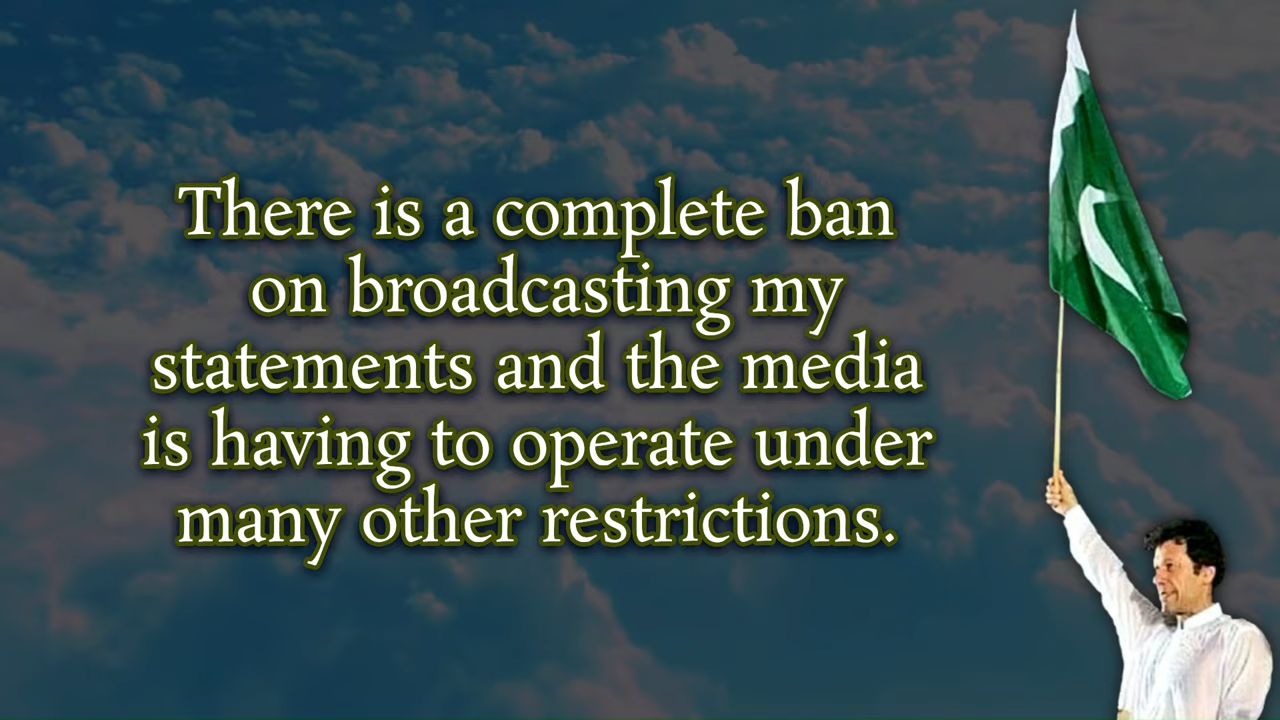 There is a complete ban
on broadcasting my
statements and the media
is having to operate under
many other restrictions.